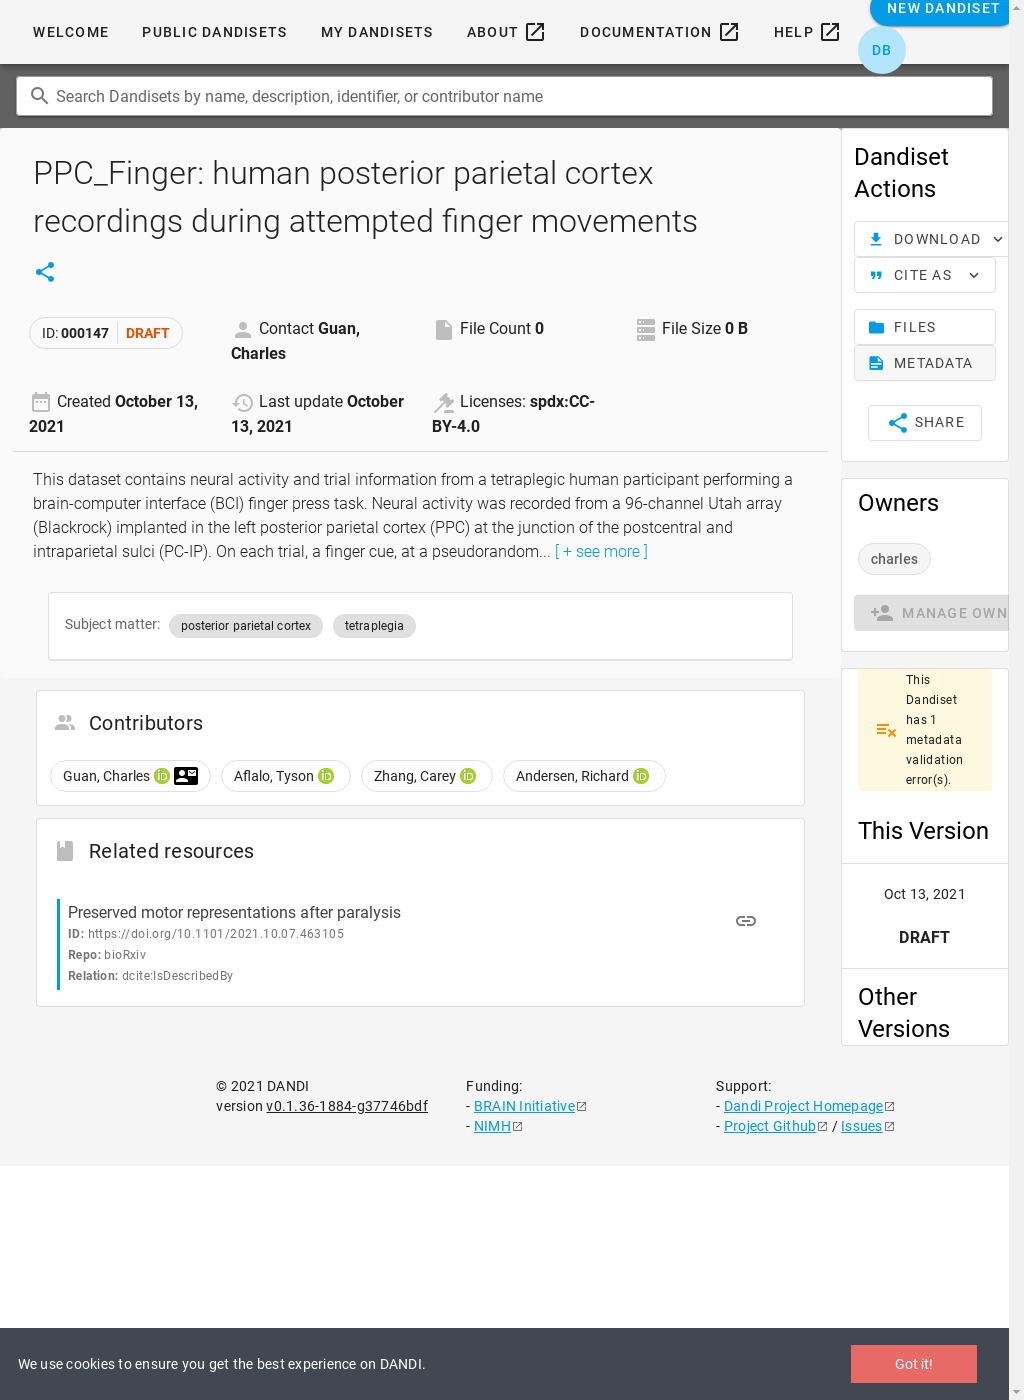 NEW DANDISET
WELCOME
PUBLIC DANDISETS
MY DANDISETS
ABOUT
DOCUMENTATION
HELP
DB
Search Dandisets by name, description, identifier, or contributor name
PPC_Finger: human posterior parietal cortex
recordings during attempted finger movements
ID: 000147
DRAFT
Contact Guan,
Charles
File Count 0
File Size 0 B
Created October 13,
2021
Last update October
13, 2021
Licenses: spdx:CC-
BY-4.0
This dataset contains neural activity and trial information from a tetraplegic human participant performing a
brain-computer interface (BCI) finger press task. Neural activity was recorded from a 96-channel Utah array
(Blackrock) implanted in the left posterior parietal cortex (PPC) at the junction of the postcentral and
intraparietal sulci (PC-IP). On each trial, a finger cue, at a pseudorandom... [ + see more ]
Subject matter:
posterior parietal cortex
tetraplegia
Contributors
Guan, Charles
Aflalo, Tyson
Zhang, Carey
Andersen, Richard
Related resources
Preserved motor representations after paralysis
ID: https://doi.org/10.1101/2021.10.07.463105
Repo: bioRxiv
Relation: dcite:IsDescribedBy
Dandiset
Actions
DOWNLOAD
CITE AS
FILES
METADATA
SHARE
Owners
charles
MANAGE OWN
This
Dandiset
has 1
metadata
validation
error(s).
This Version
Oct 13, 2021
DRAFT
Other
Versions
© 2021 DANDI
version v0.1.36-1884-g37746bdf
Funding:
- BRAIN Initiative
- NIMH
Support:
- Dandi Project Homepage
- Project Github / Issues
We use cookies to ensure you get the best experience on DANDI.
Got it!